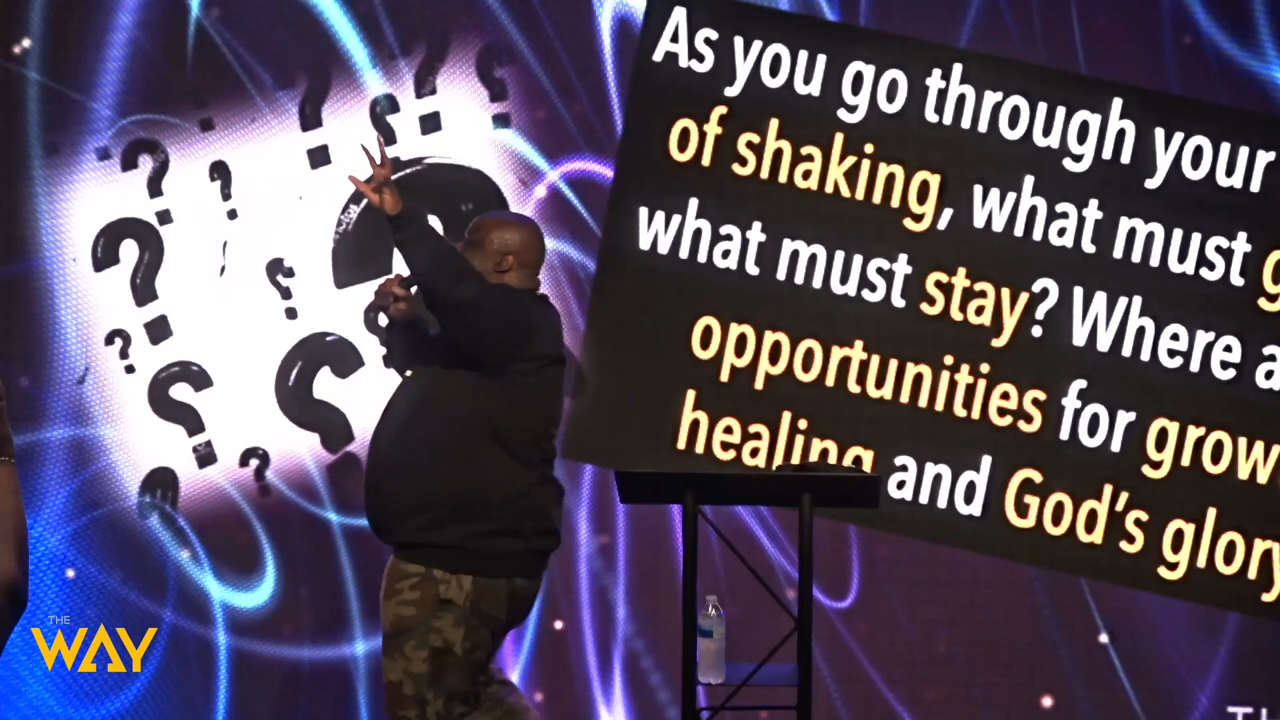 As you go through your
of shaking, what must
what must stay? Where
opportunities for
healing and God's glory
THE
WAY